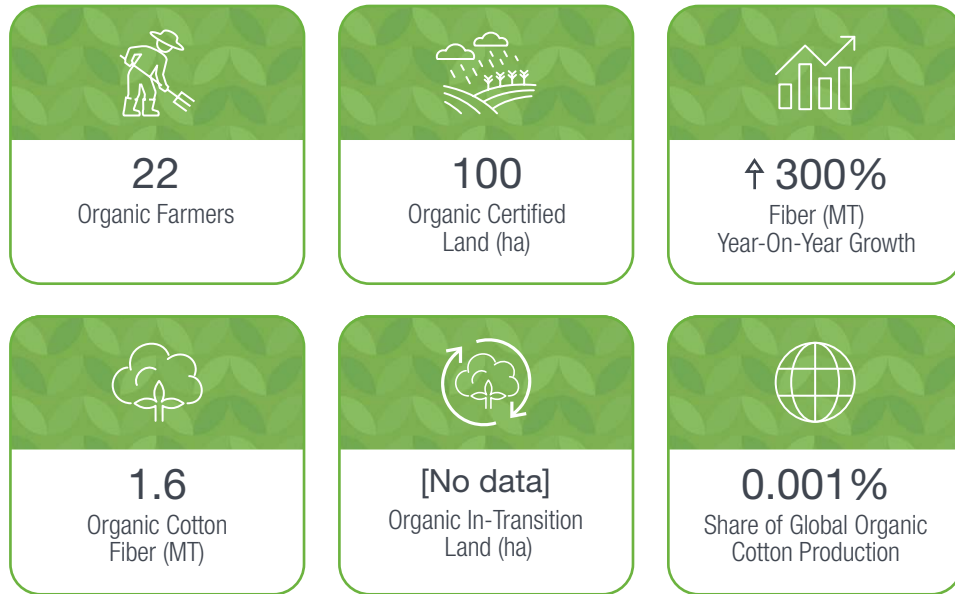 22
Organic Farmers
100
Organic Certified
Land (ha)
↑ 300%
Fiber (MT)
Year-On-Year Growth
1.6
Organic Cotton
Fiber (MT)
[No data]
Organic In-Transition
Land (ha)
0.001%
Share of Global Organic
Cotton Production